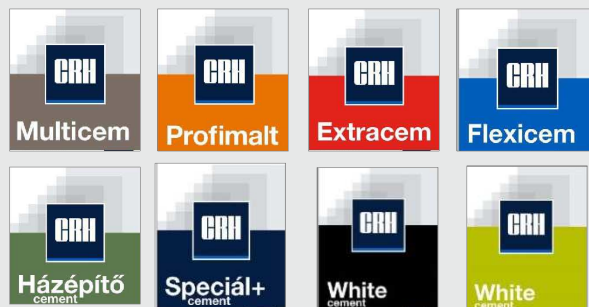 CRH
Multicem
CRH
Profimalt
CRH
Extracem
CRH
Flexicem
CRH
Házépítő
cement
CRH
Speciál+
cement
CRH
White
cement
CRH
White
cement